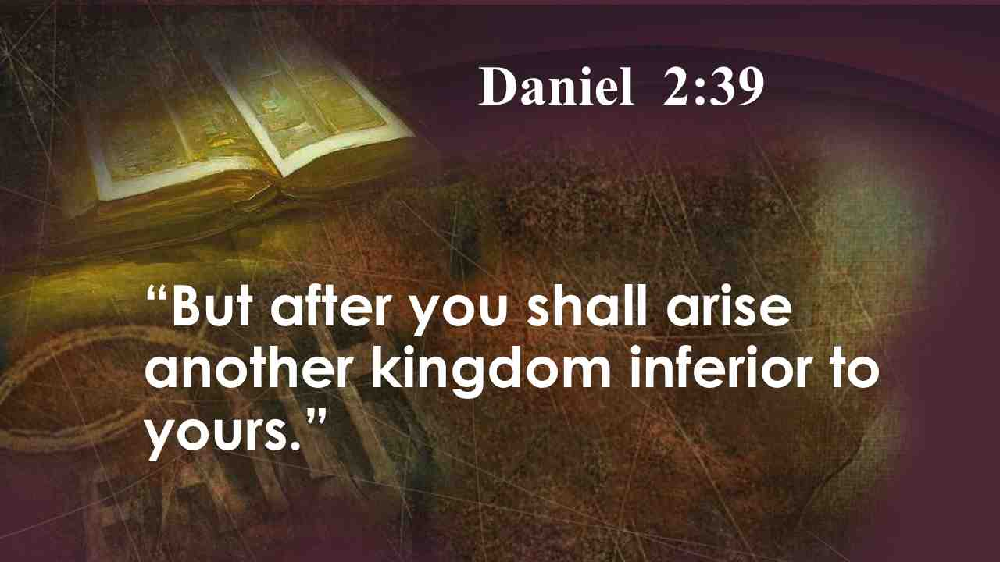 Daniel 2:39
“But after you shall arise
another kingdom inferior to
yours.”